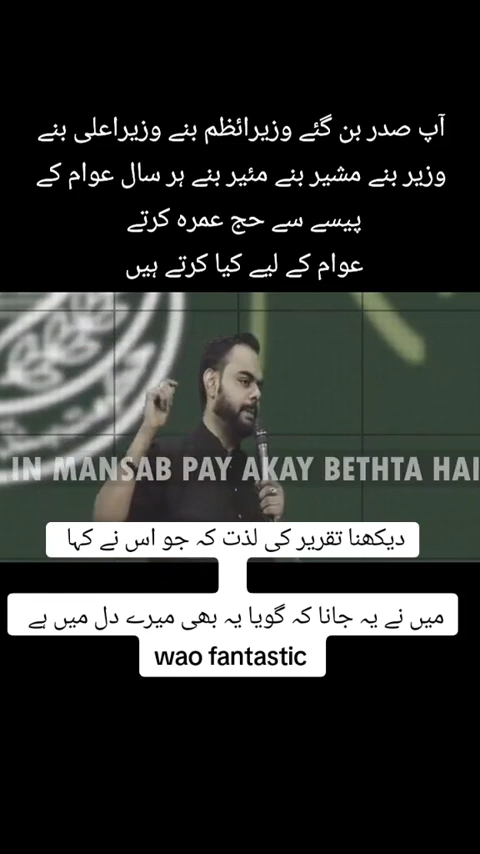 آپ صدر بن گئے وزیرائظم بنے وزیراعلی بنے
وزیر بنے مشیر بنے مئیر بنے ہر سال عوام کے
پیسے سے حج عمرہ کرتے
عوام کے لیے کیا کرتے ہیں
IN MANSAB PAY AKAY BETHTA HAI
دیکھنا تقریر کی لذت کہ جو اس نے کہا
میں نے یہ جانا کہ گویا یہ بھی میرے دل میں ہے
wao fantastic